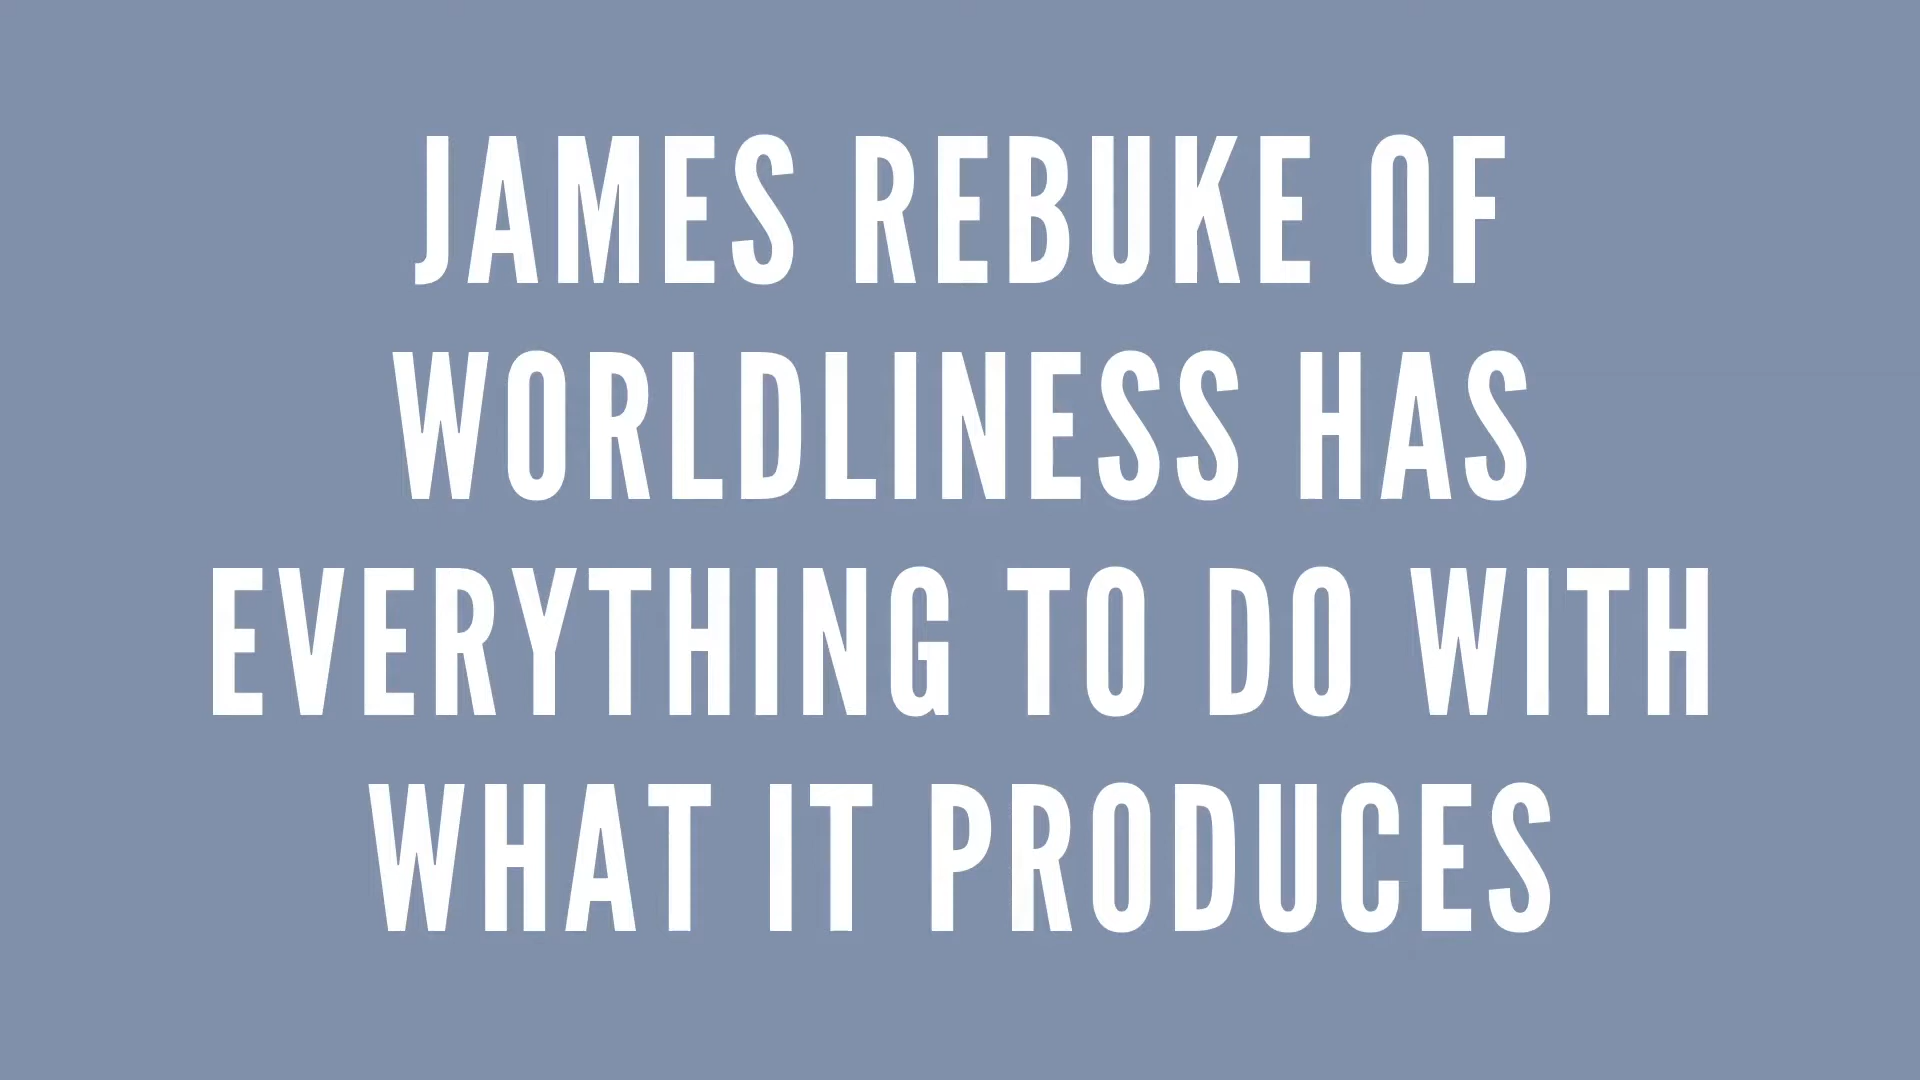 JAMES REBUKE OF
WORLDLINESS HAS
EVERYTHING TO DO WITH
WHAT IT PRODUCES